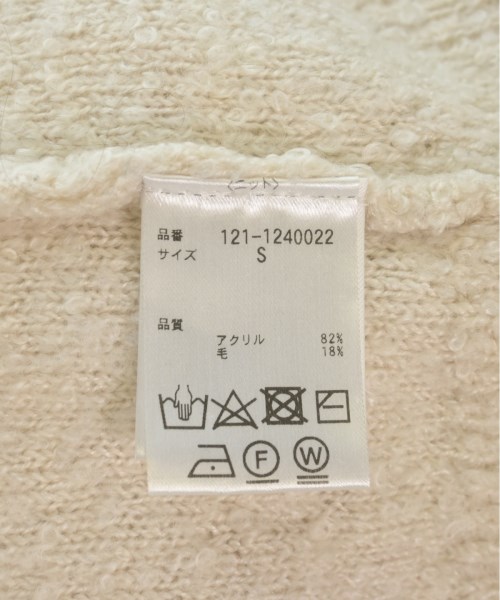 〈ニット〉
品番 121-1240022
サイズ S
品質
アクリル 82%
毛 18%
F W